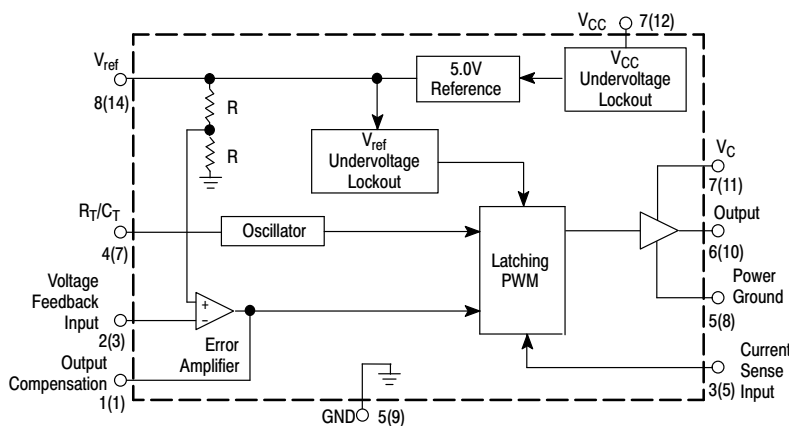 VCC 7(12)
Vref
8(14)
R
R
5.0V
Reference
VCC
Undervoltage
Lockout
Vref
Undervoltage
Lockout
VC
7(11)
RT/CT
4(7)
Oscillator
Latching
PWM
Output
6(10)
Voltage
Feedback
Input
2(3)
+
−
Error
Amplifier
Power
Ground
5(8)
Output
Compensation
1(1)
Current
Sense
Input
3(5)
GND 5(9)